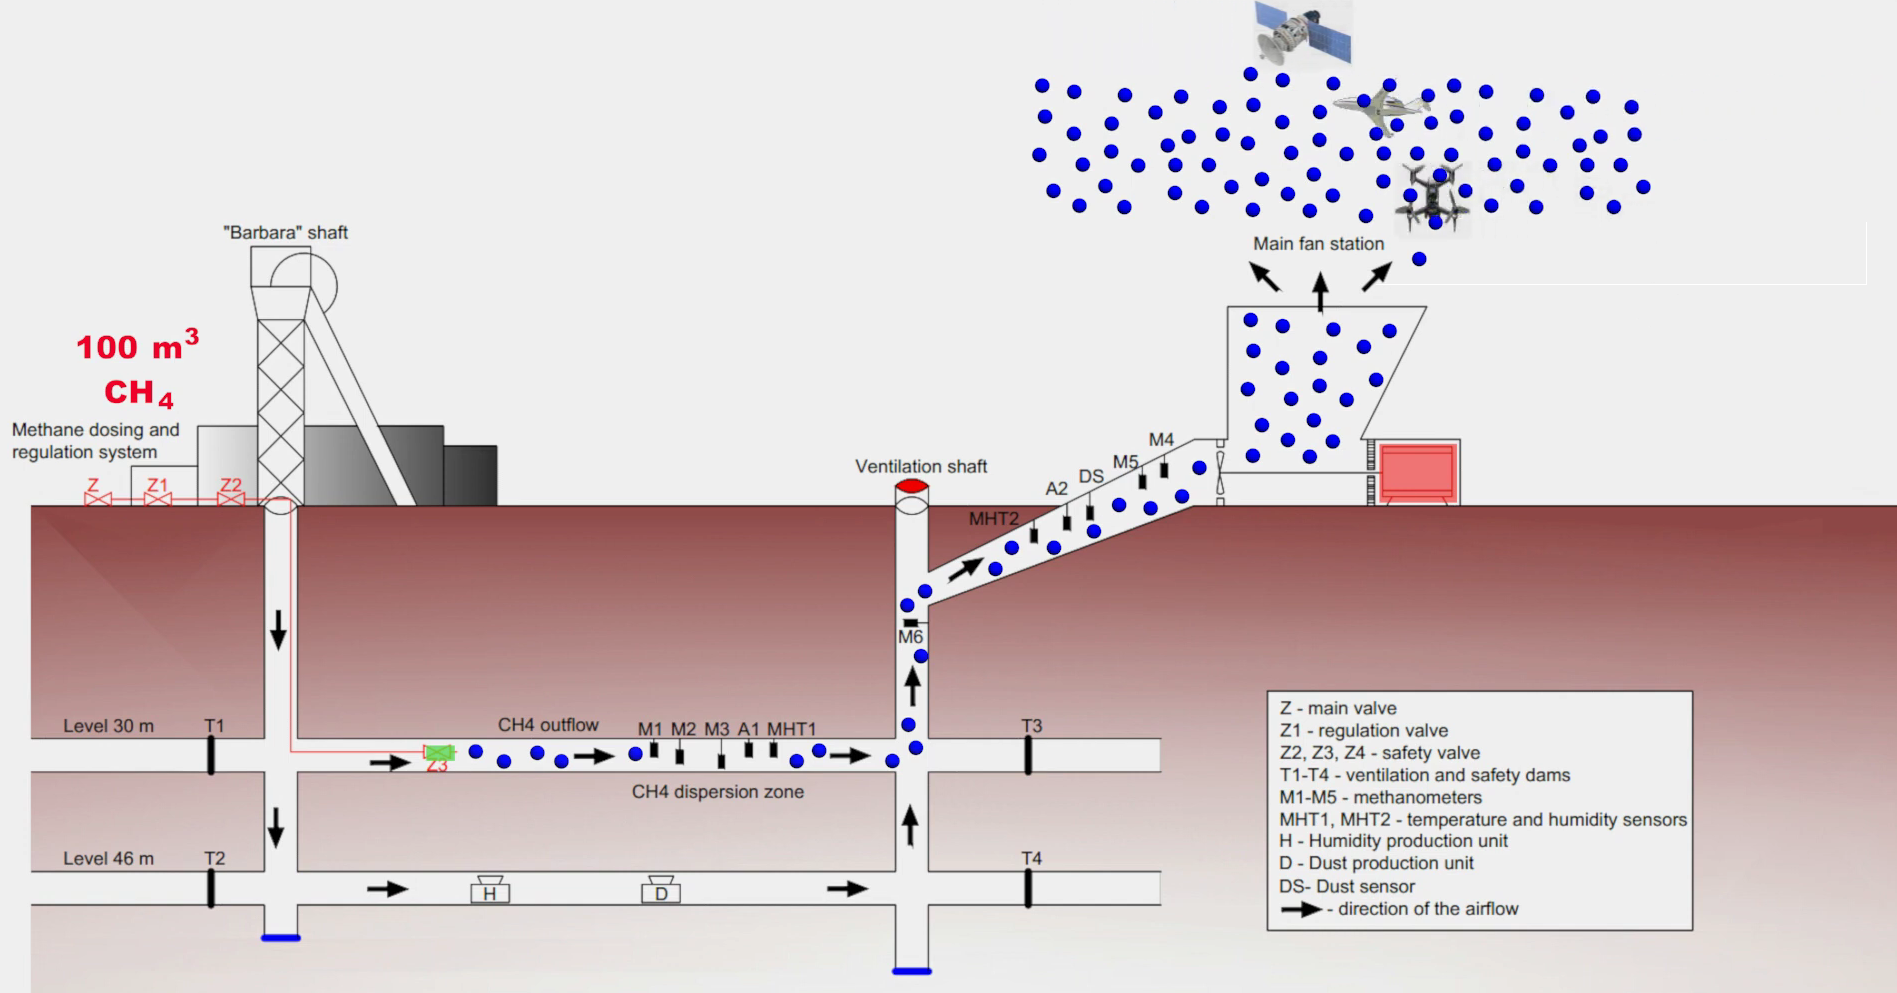 "Barbara" shaft
100 m³
CH₄
Methane dosing and
regulation system
Z
Z1
Z2
Main fan station
Ventilation shaft
M4
M5
DS
A2
MHT2
M6
Level 30 m
T1
CH4 outflow
M1
M2
M3
A1
MHT1
T3
Z3
CH4 dispersion zone
Level 46 m
T2
T4
H
D
Z - main valve
Z1 - regulation valve
Z2, Z3, Z4 - safety valve
T1-T4 - ventilation and safety dams
M1-M5 - methanometers
MHT1, MHT2 - temperature and humidity sensors
H - Humidity production unit
D - Dust production unit
DS- Dust sensor
- direction of the airflow